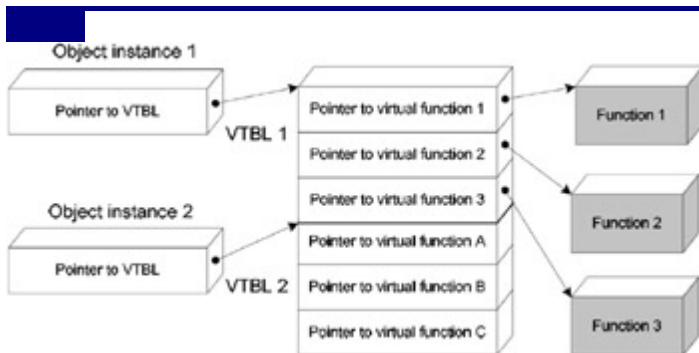 Object instance 1
Pointer to VTBL
VTBL 1
Pointer to virtual function 1
Pointer to virtual function 2
Pointer to virtual function 3
Function 1
Function 2
Function 3
Object instance 2
Pointer to VTBL
VTBL 2
Pointer to virtual function A
Pointer to virtual function B
Pointer to virtual function C